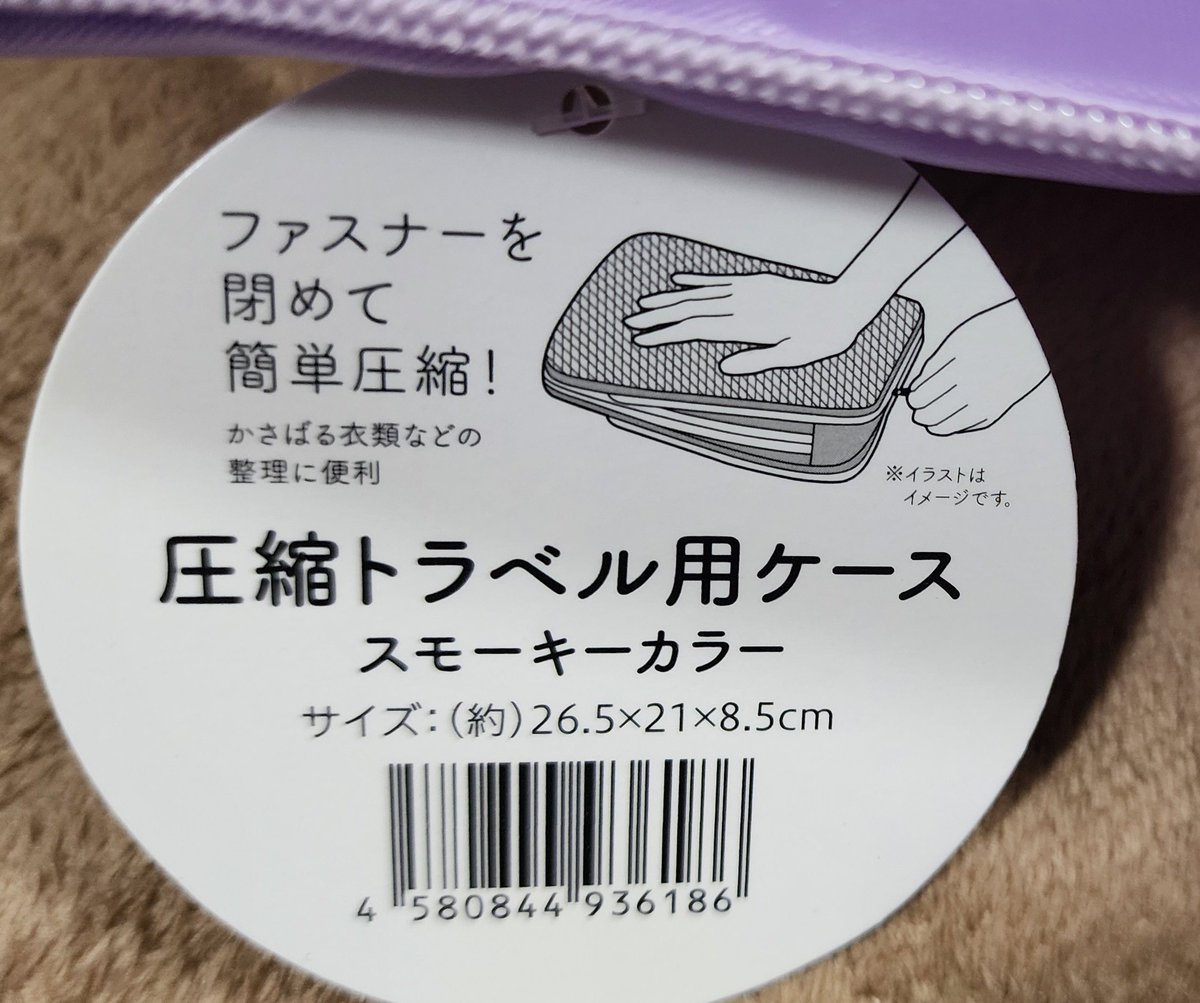 ファスナーを
閉めて
簡単圧縮!
かさばる衣類などの
整理に便利
※イラストは
イメージです。
圧縮トラベル用ケース
スモーキーカラー
サイズ:(約)26.5×21×8.5cm
4 580844 936186